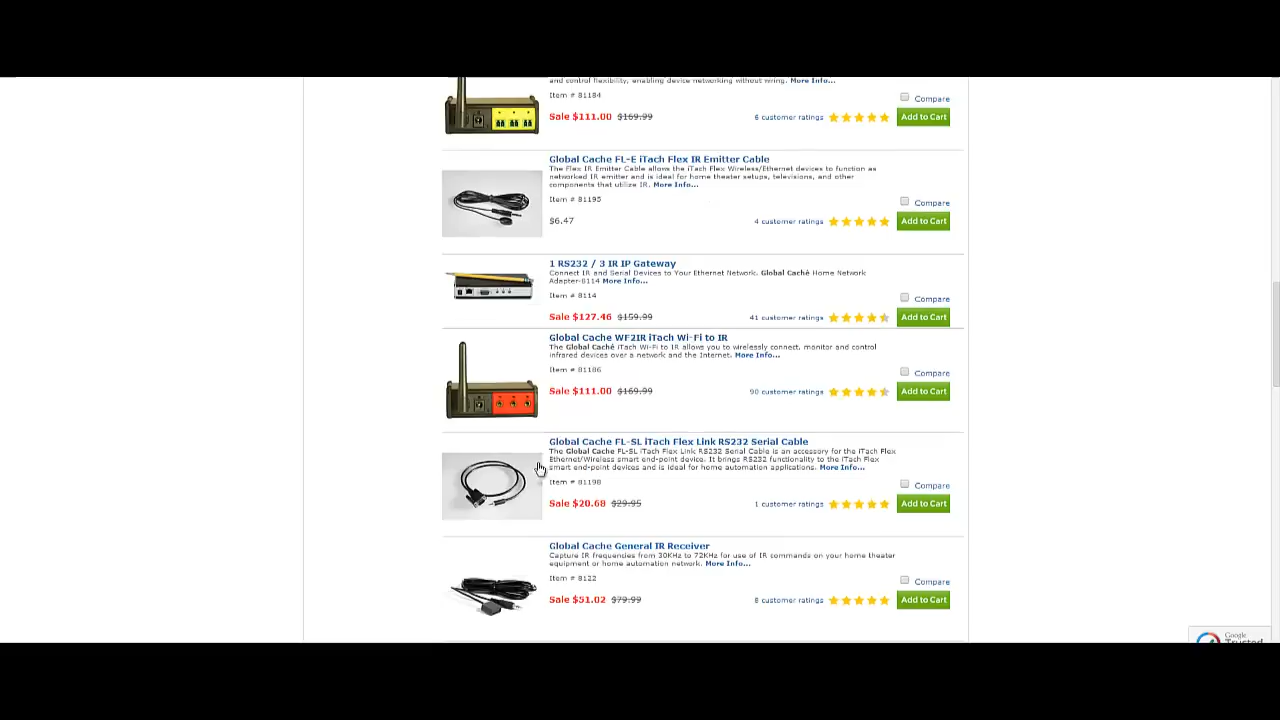 and control flexibility, enabling device networking without wiring. More Info...
Item # 81184
Compare
Sale $111.00 $169.99
6 customer ratings
Add to Cart
Global Cache FL-E iTach Flex IR Emitter Cable
The Flex IR Emitter Cable allows the iTach Flex Wireless/Ethernet devices to function as
networked IR emitter and is ideal for home theater setups, televisions, and other
components that utilize IR. More Info...
Item # 81195
Compare
$6.47
4 customer ratings
Add to Cart
1 RS232 / 3 IR IP Gateway
Connect IR and Serial Devices to Your Ethernet Network. Global Caché Home Network
Adapter-8114 More Info...
Item # 8114
Compare
Sale $127.46 $159.99
41 customer ratings
Add to Cart
Global Cache WF2IR iTach Wi-Fi to IR
The Global Caché iTach Wi-Fi to IR allows you to wirelessly connect, monitor and control
infrared devices over a network and the Internet. More Info...
Item # 81186
Compare
Sale $111.00 $169.99
90 customer ratings
Add to Cart
Global Cache FL-SL iTach Flex Link RS232 Serial Cable
The Global Cache FL-SL iTach Flex Link RS232 Serial Cable is an accessory for the iTach Flex
Ethernet/Wireless smart end-point device. It brings RS232 functionality to the iTach Flex
smart end-point devices and is ideal for home automation applications. More Info...
Item # 81198
Compare
Sale $20.68 $29.95
1 customer ratings
Add to Cart
Global Cache General IR Receiver
Capture IR frequencies from 30KHz to 72KHz for use of IR commands on your home theater
equipment or home automation network. More Info...
Item # 8122
Compare
Sale $51.02 $79.99
8 customer ratings
Add to Cart
Google
Trusted